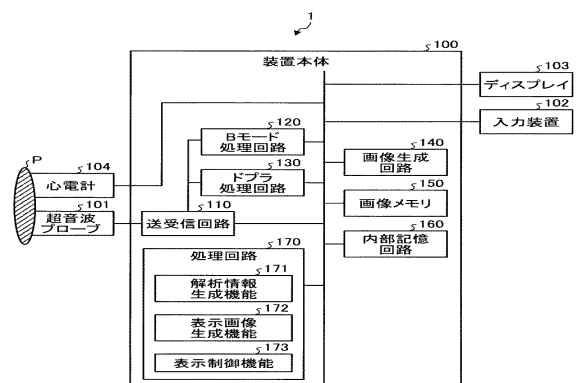 1
100
装置本体
103
ディスプレイ
102
入力装置
120
Bモード
処理回路
140
画像生成
回路
P
104
心電計
130
ドプラ
処理回路
150
画像メモリ
101
超音波
プローブ
110
送受信回路
160
内部記憶
回路
170
処理回路
171
解析情報
生成機能
172
表示画像
生成機能
173
表示制御機能